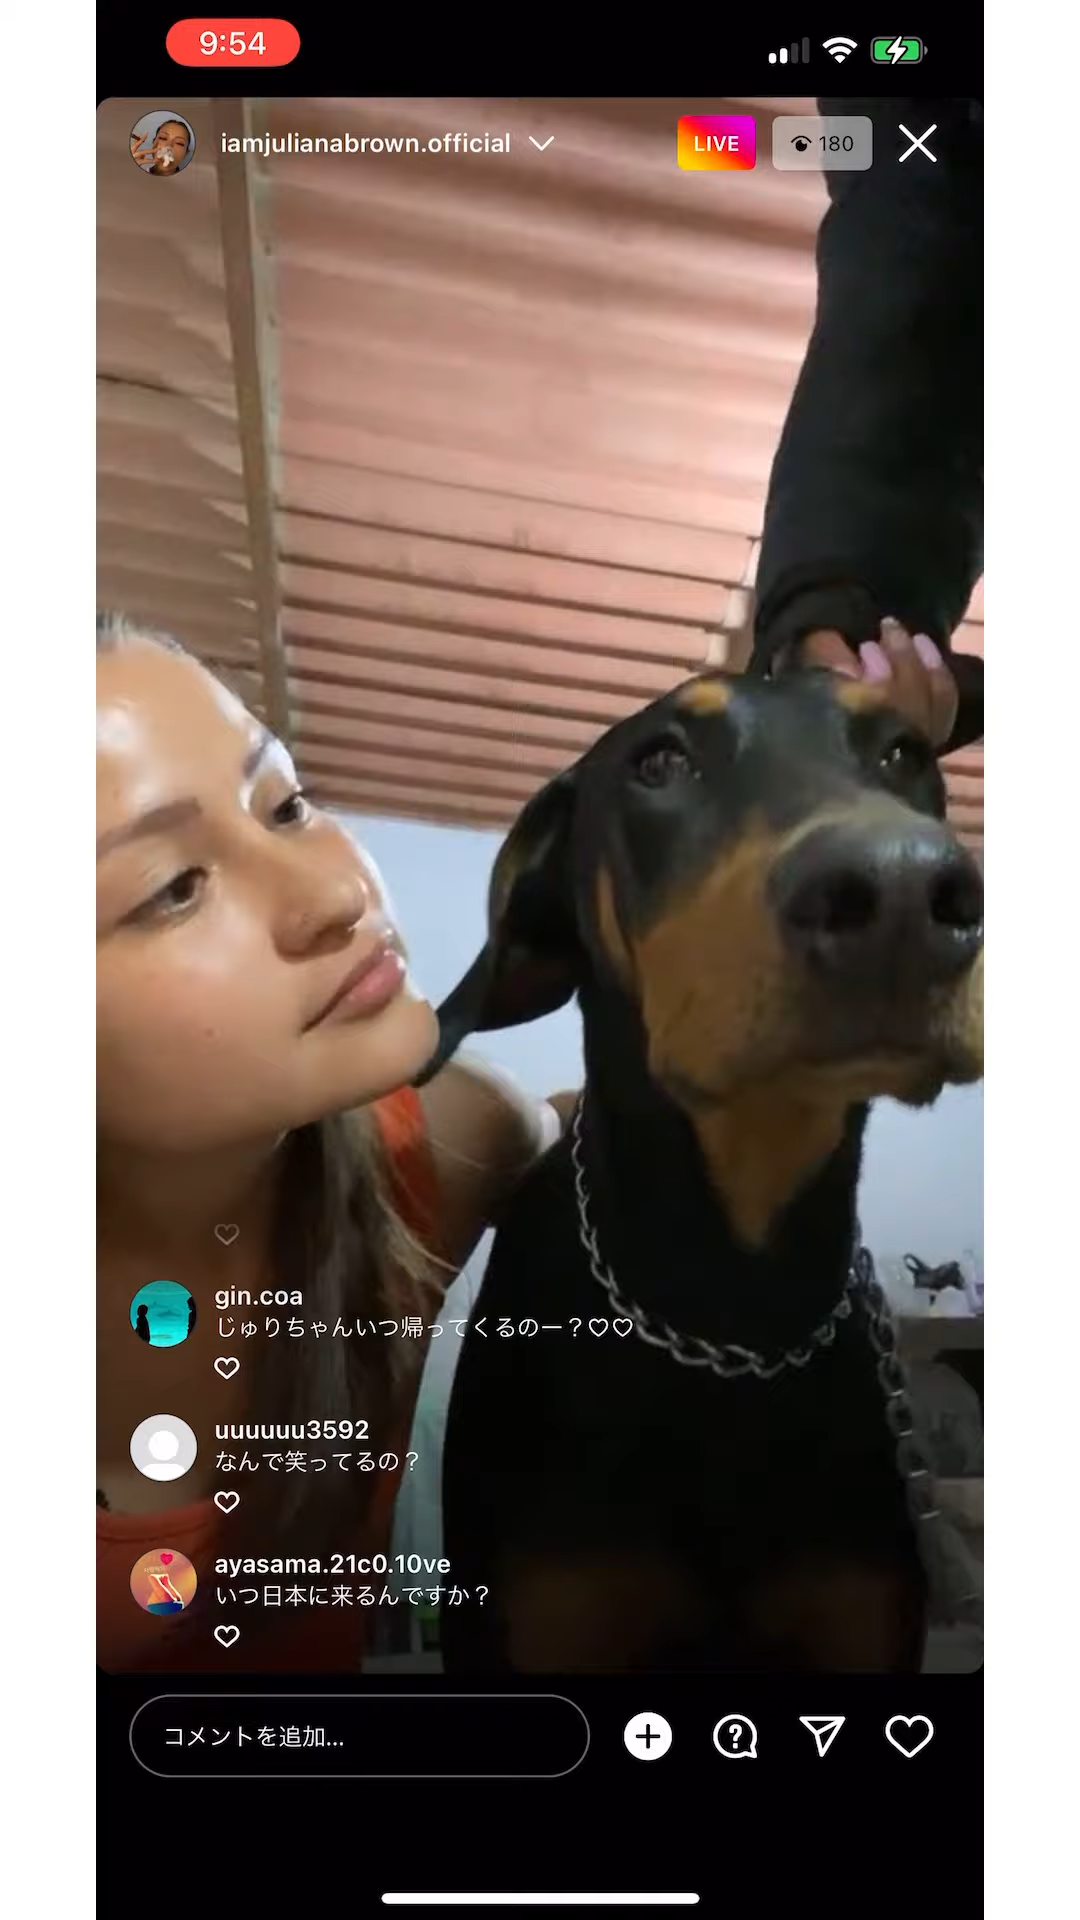 9:54
iamjulianabrown.official
LIVE
180
gin.coa
じゅりちゃんいつ帰ってくるのー？♡♡
uuuuuu3592
なんで笑ってるの？
ayasama.21c0.10ve
いつ日本に来るんですか？
コメントを追加...